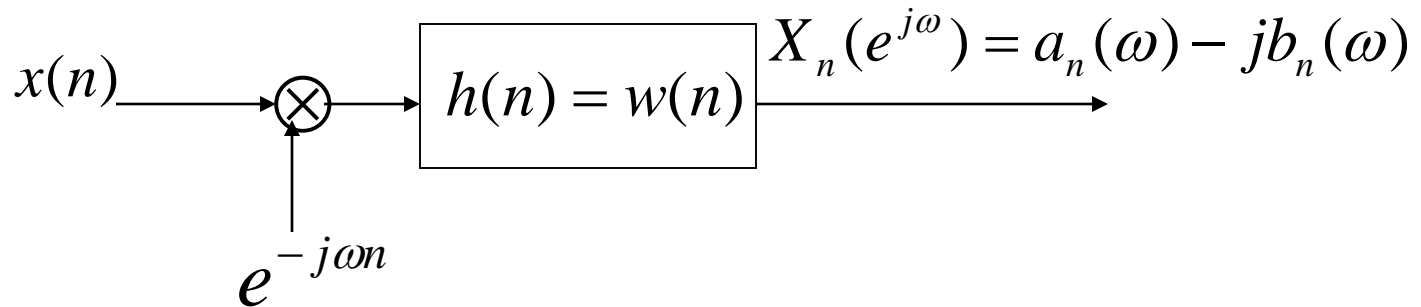 x(n)
h(n) = w(n)
X_n(e^{jω}) = a_n(ω) − jb_n(ω)
e^{−jωn}